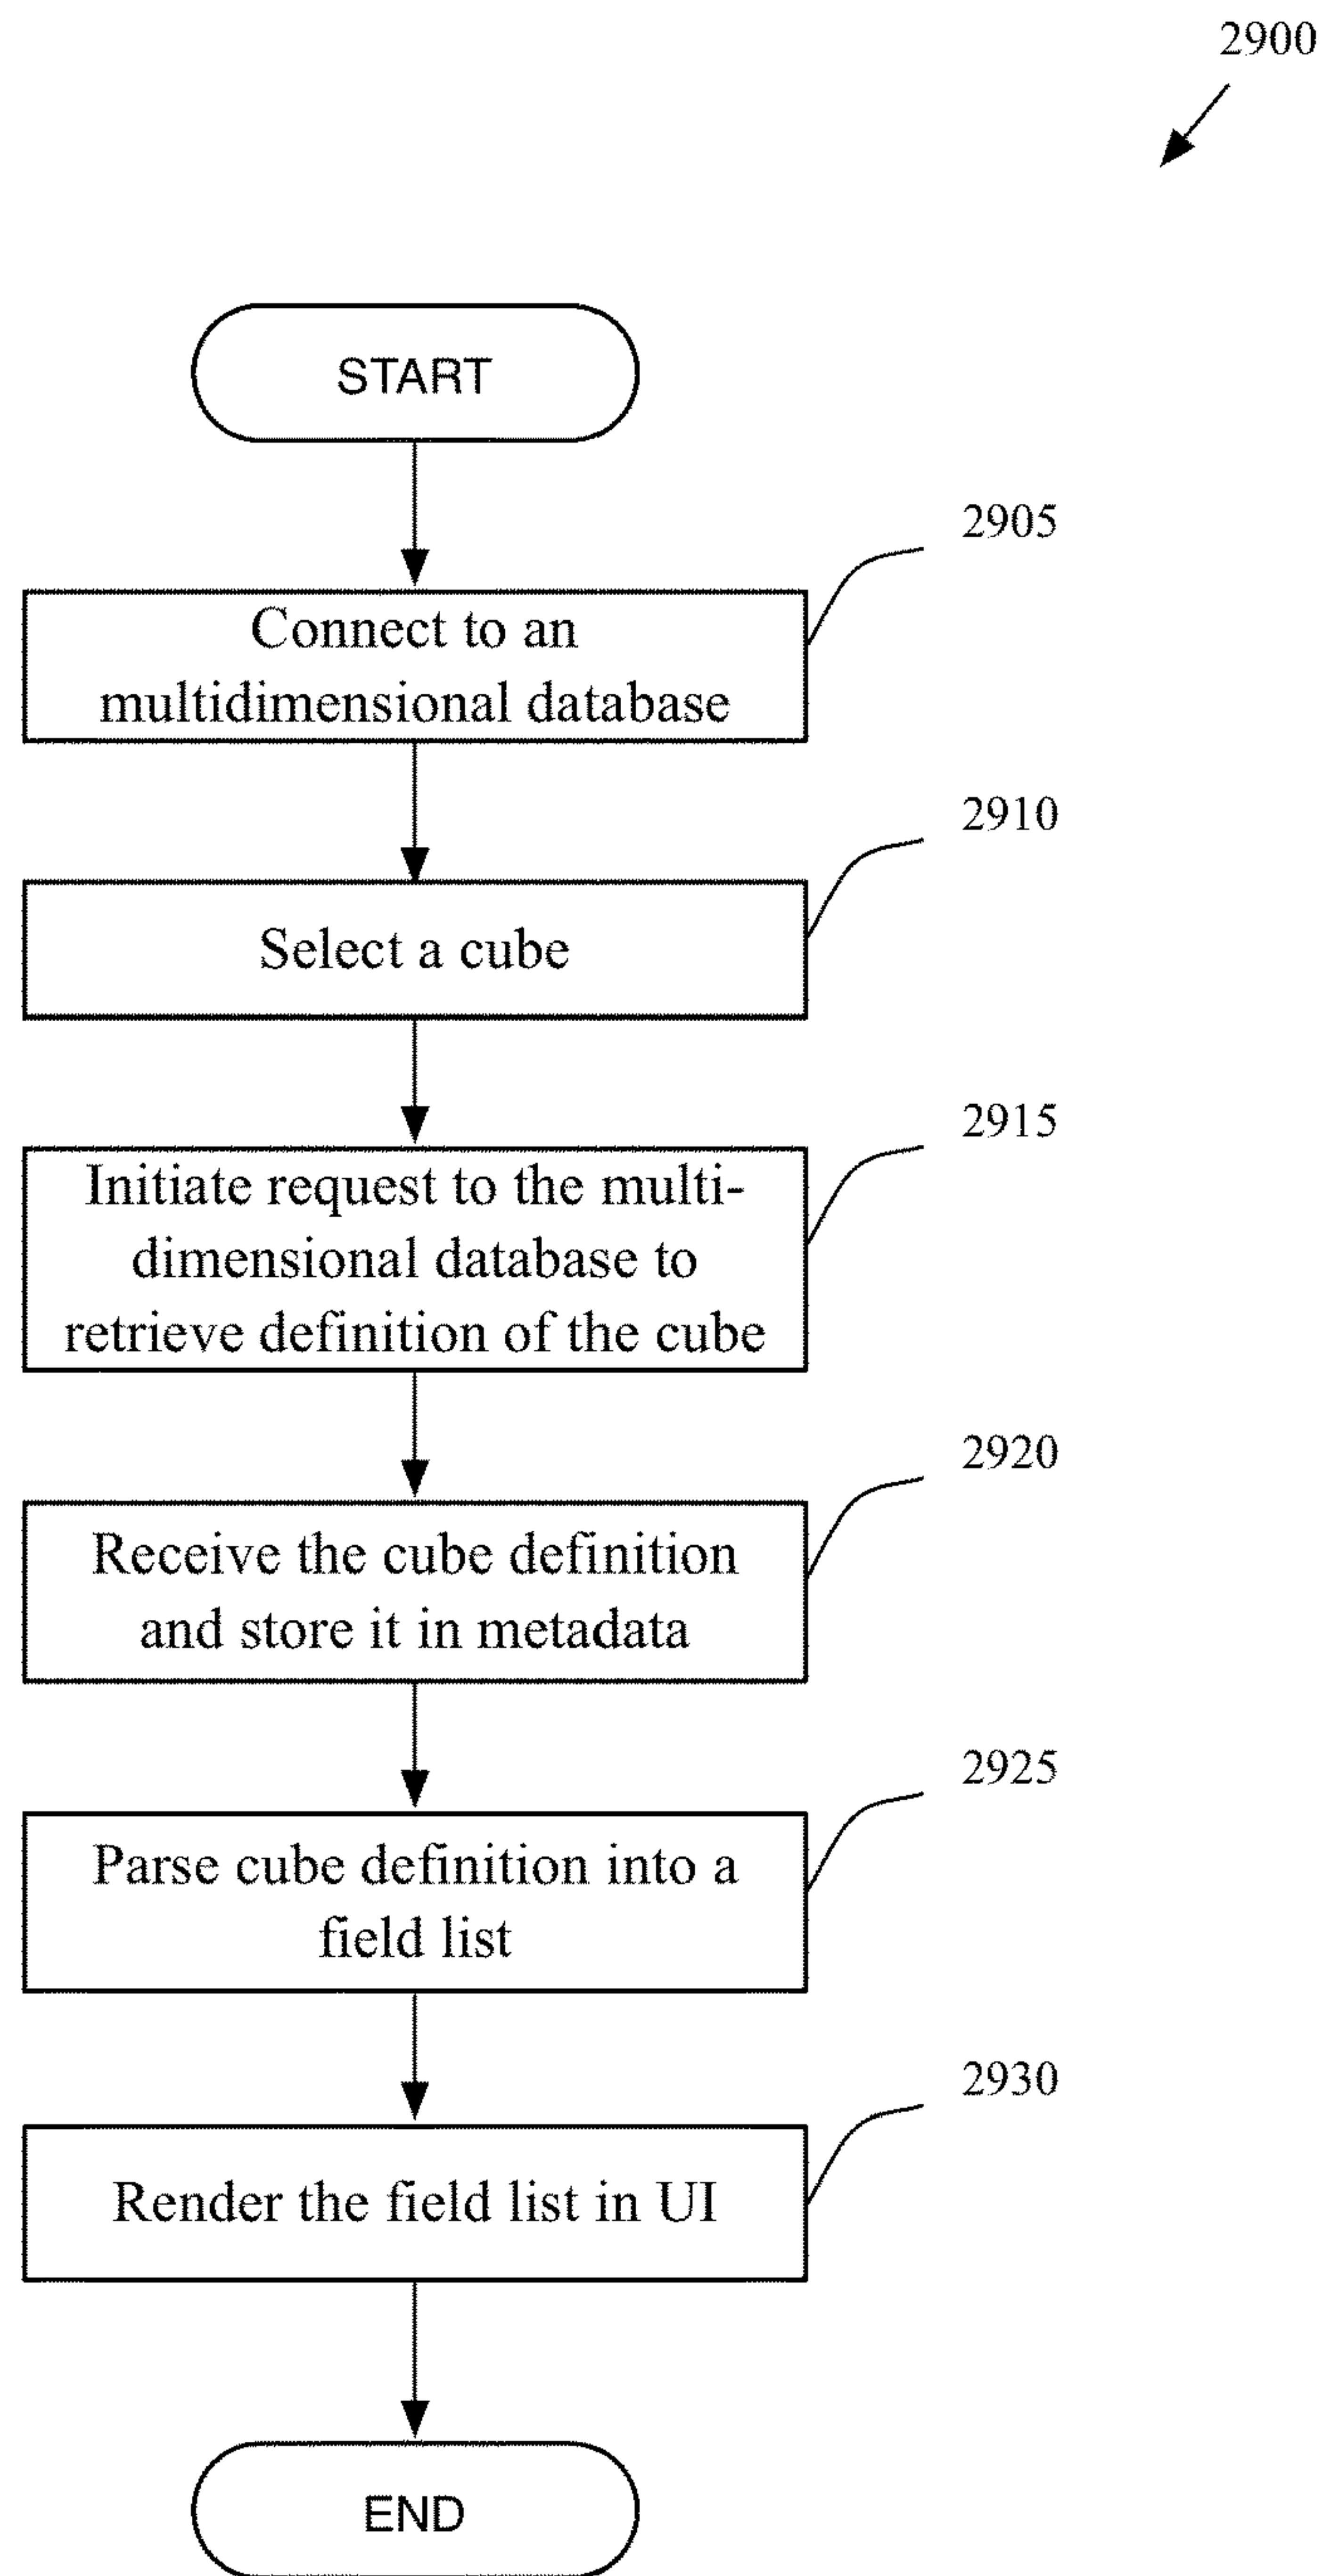 2900
START
2905
Connect to an
multidimensional database
2910
Select a cube
2915
Initiate request to the multi-
dimensional database to
retrieve definition of the cube
2920
Receive the cube definition
and store it in metadata
2925
Parse cube definition into a
field list
2930
Render the field list in UI
END